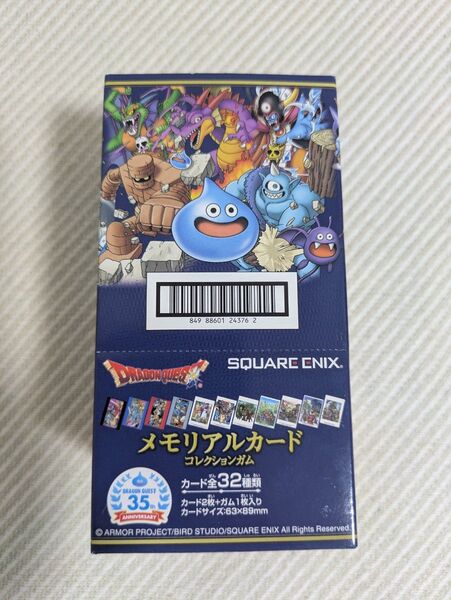 849 88601 24376 2
DRAGON QUEST
SQUARE ENIX®
メモリアルカード
コレクションガム
カード全32種類
カード2枚+ガム1枚入り
カードサイズ:63×89mm
DRAGON QUEST
35th
ANNIVERSARY
© ARMOR PROJECT/BIRD STUDIO/SQUARE ENIX All Rights Reserved.